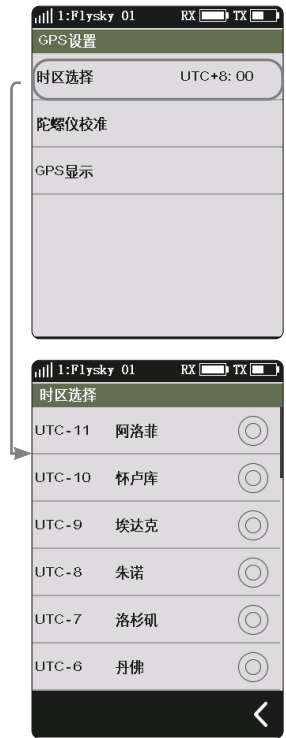 1:Flysky 01 RX TX
GPS设置
时区选择 UTC+8:00
陀螺仪校准
GPS显示
1:Flysky 01 RX TX
时区选择
UTC-11 阿洛菲
UTC-10 怀卢库
UTC-9 埃达克
UTC-8 朱诺
UTC-7 洛杉矶
UTC-6 丹佛